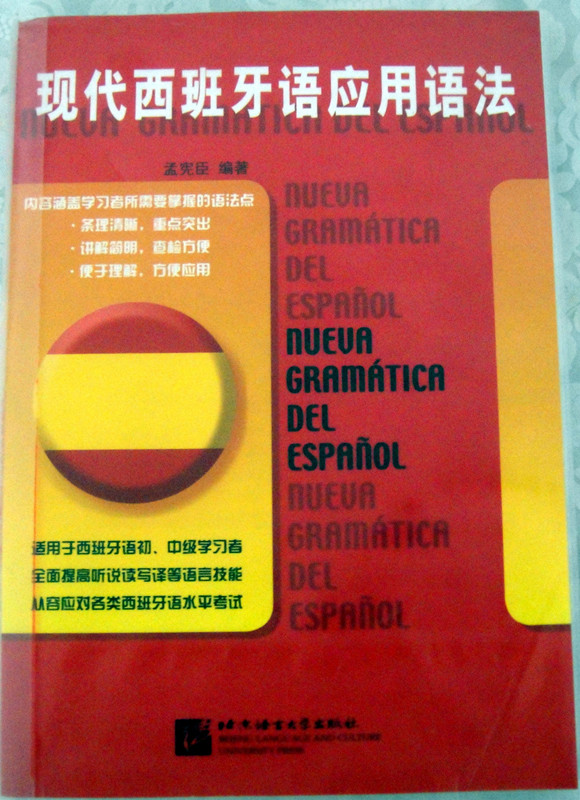 现代西班牙语应用语法
NUEVA GRAMÁTICA DEL ESPAÑOL
孟宪臣 编著
内容涵盖学习者所需要掌握的语法点
·条理清晰，重点突出
·讲解简明，查检方便
·便于理解，方便应用
NUEVA
GRAMÁTICA
DEL
ESPAÑOL
NUEVA
GRAMÁTICA
DEL
ESPAÑOL
NUEVA
GRAMÁTICA
DEL
ESPAÑOL
适用于西班牙语初、中级学习者
全面提高听说读写译等语言技能
从容应对各类西班牙语水平考试
北京语言大学出版社
BEIJING LANGUAGE AND CULTURE
UNIVERSITY PRESS